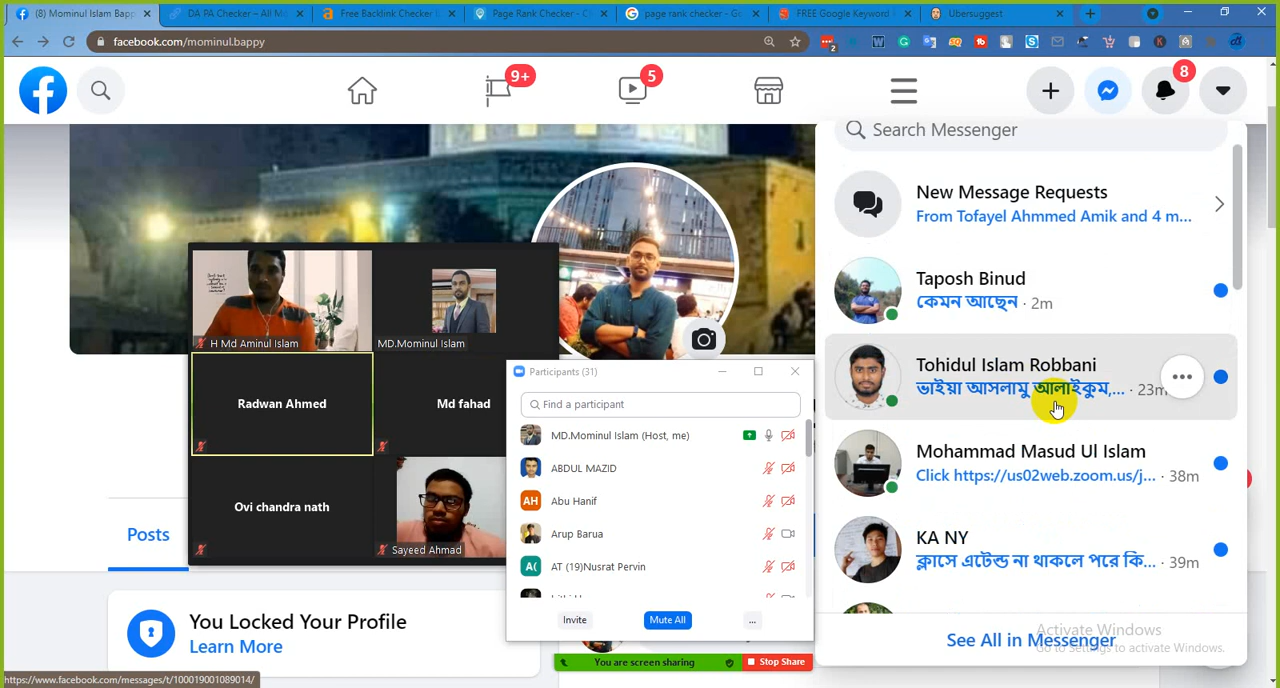 (8) Mominul Islam Bapp
DA PA Checker – All M
Free Backlink Checker
Page Rank Checker - C
page rank checker - G
FREE Google Keyword
Ubersuggest
facebook.com/mominul.bappy
9+
5
8
2
Search Messenger
New Message Requests
From Tofayel Ahmmed Amik and 4 m...
Taposh Binud
কেমন আছেন · 2m
Tohidul Islam Robbani
ভাইয়া আসলামু আলাইকুম,... · 23m
Mohammad Masud Ul Islam
Click https://us02web.zoom.us/j... · 38m
KA NY
ক্লাসে এটেন্ড না থাকলে পরে কি... · 39m
See All in Messenger
Activate Windows
Go to Settings to activate Windows.
H Md Aminul Islam
MD.Mominul Islam
Radwan Ahmed
Md fahad
Ovi chandra nath
Sayeed Ahmad
Participants (31)
Find a participant
MD.Mominul Islam (Host, me)
ABDUL MAZID
AH Abu Hanif
Arup Barua
A( AT (19)Nusrat Pervin
Invite
Mute All
...
You are screen sharing
Stop Share
Posts
You Locked Your Profile
Learn More
https://www.facebook.com/messages/t/100019001089014/